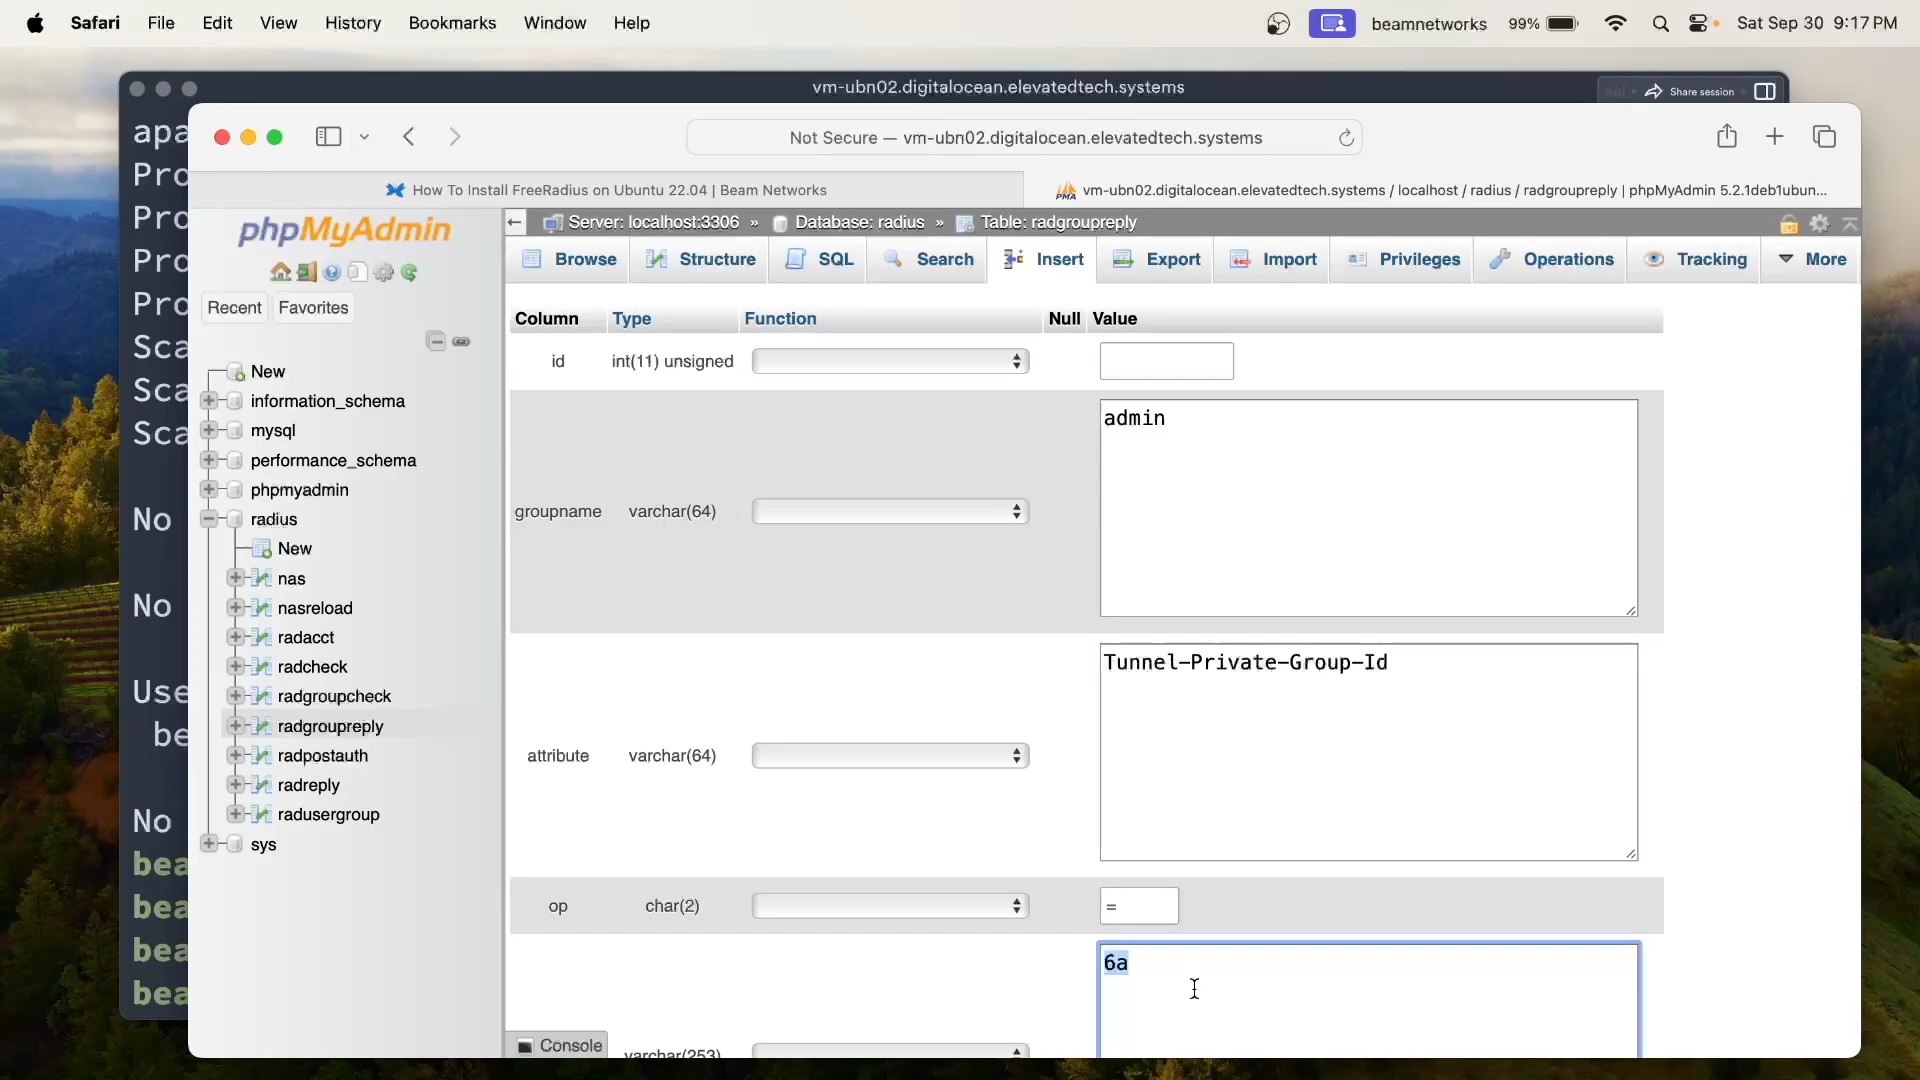 Safari File Edit View History Bookmarks Window Help beamnetworks 99% Sat Sep 30 9:17 PM
vm-ubn02.digitalocean.elevatedtech.systems Share session
Not Secure — vm-ubn02.digitalocean.elevatedtech.systems
How To Install FreeRadius on Ubuntu 22.04 | Beam Networks
PMA vm-ubn02.digitalocean.elevatedtech.systems / localhost / radius / radgroupreply | phpMyAdmin 5.2.1deb1ubun...
apa
Pro
Pro
Pro
Pro
Sca
Sca
Sca
No
No
Use
be
No
bea
bea
bea
bea
phpMyAdmin
Recent Favorites
New
information_schema
mysql
performance_schema
phpmyadmin
radius
New
nas
nasreload
radacct
radcheck
radgroupcheck
radgroupreply
radpostauth
radreply
radusergroup
sys
Server: localhost:3306 » Database: radius » Table: radgroupreply
Browse Structure SQL Search Insert Export Import Privileges Operations Tracking More
Column Type Function Null Value
id int(11) unsigned
groupname varchar(64) admin
attribute varchar(64) Tunnel-Private-Group-Id
op char(2) =
6a
varchar(253)
Console